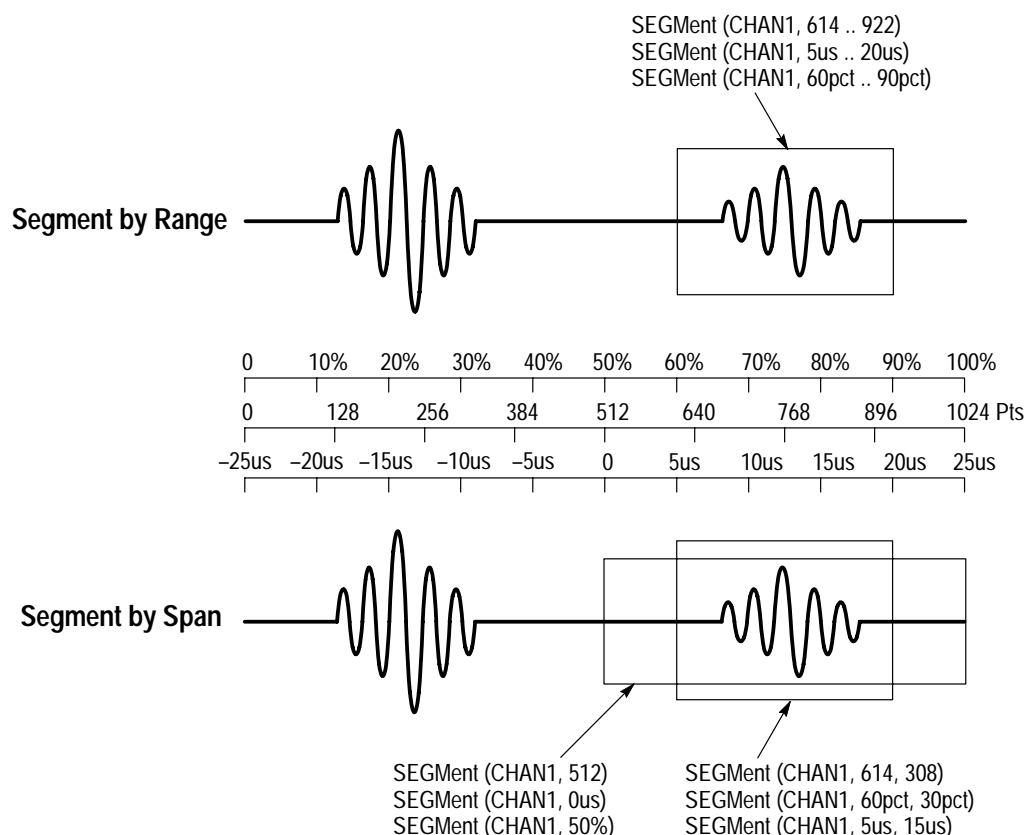 SEGMent (CHAN1, 614 .. 922)
SEGMent (CHAN1, 5us .. 20us)
SEGMent (CHAN1, 60pct .. 90pct)
Segment by Range
0 10% 20% 30% 40% 50% 60% 70% 80% 90% 100%
0 128 256 384 512 640 768 896 1024 Pts
–25us –20us –15us –10us –5us 0 5us 10us 15us 20us 25us
Segment by Span
SEGMent (CHAN1, 512)
SEGMent (CHAN1, 0us)
SEGMent (CHAN1, 50%)
SEGMent (CHAN1, 614, 308)
SEGMent (CHAN1, 60pct, 30pct)
SEGMent (CHAN1, 5us, 15us)